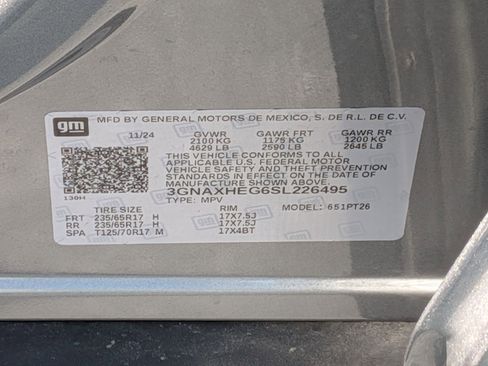 gm
MFD BY GENERAL MOTORS DE MEXICO, S. DE R.L. DE C.V.
11/24 GVWR GAWR FRT GAWR RR
2100 KG 1175 KG 1200 KG
4629 LB 2590 LB 2645 LB
THIS VEHICLE CONFORMS TO ALL
APPLICABLE U.S. FEDERAL MOTOR
VEHICLE SAFETY AND THEFT PREVENTION
STANDARDS IN EFFECT ON THE DATE OF
MANUFACTURE SHOWN ABOVE.
130H 3GNAXHEG6SL226495
TYPE: MPV MODEL: 651PT26
TIRE SIZE RIM
FRT 235/65R17 H 17X7.5J
RR 235/65R17 H 17X7.5J
SPA T125/70R17 M 17X4BT